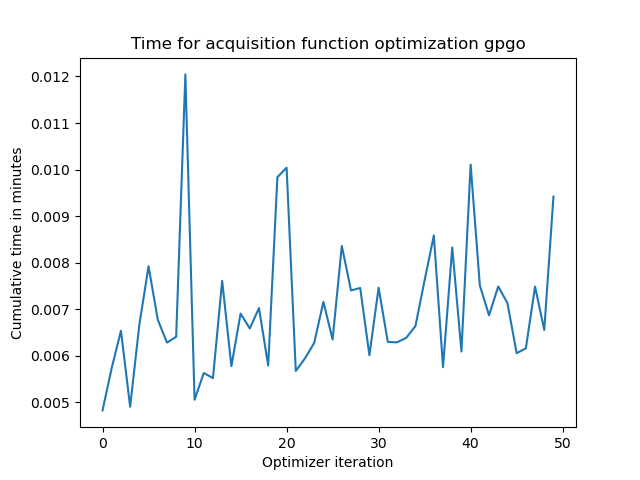 Time for acquisition function optimization gpgo
0.012
0.011
0.010
0.009
0.008
0.007
0.006
0.005
Cumulative time in minutes
0 10 20 30 40 50
Optimizer iteration